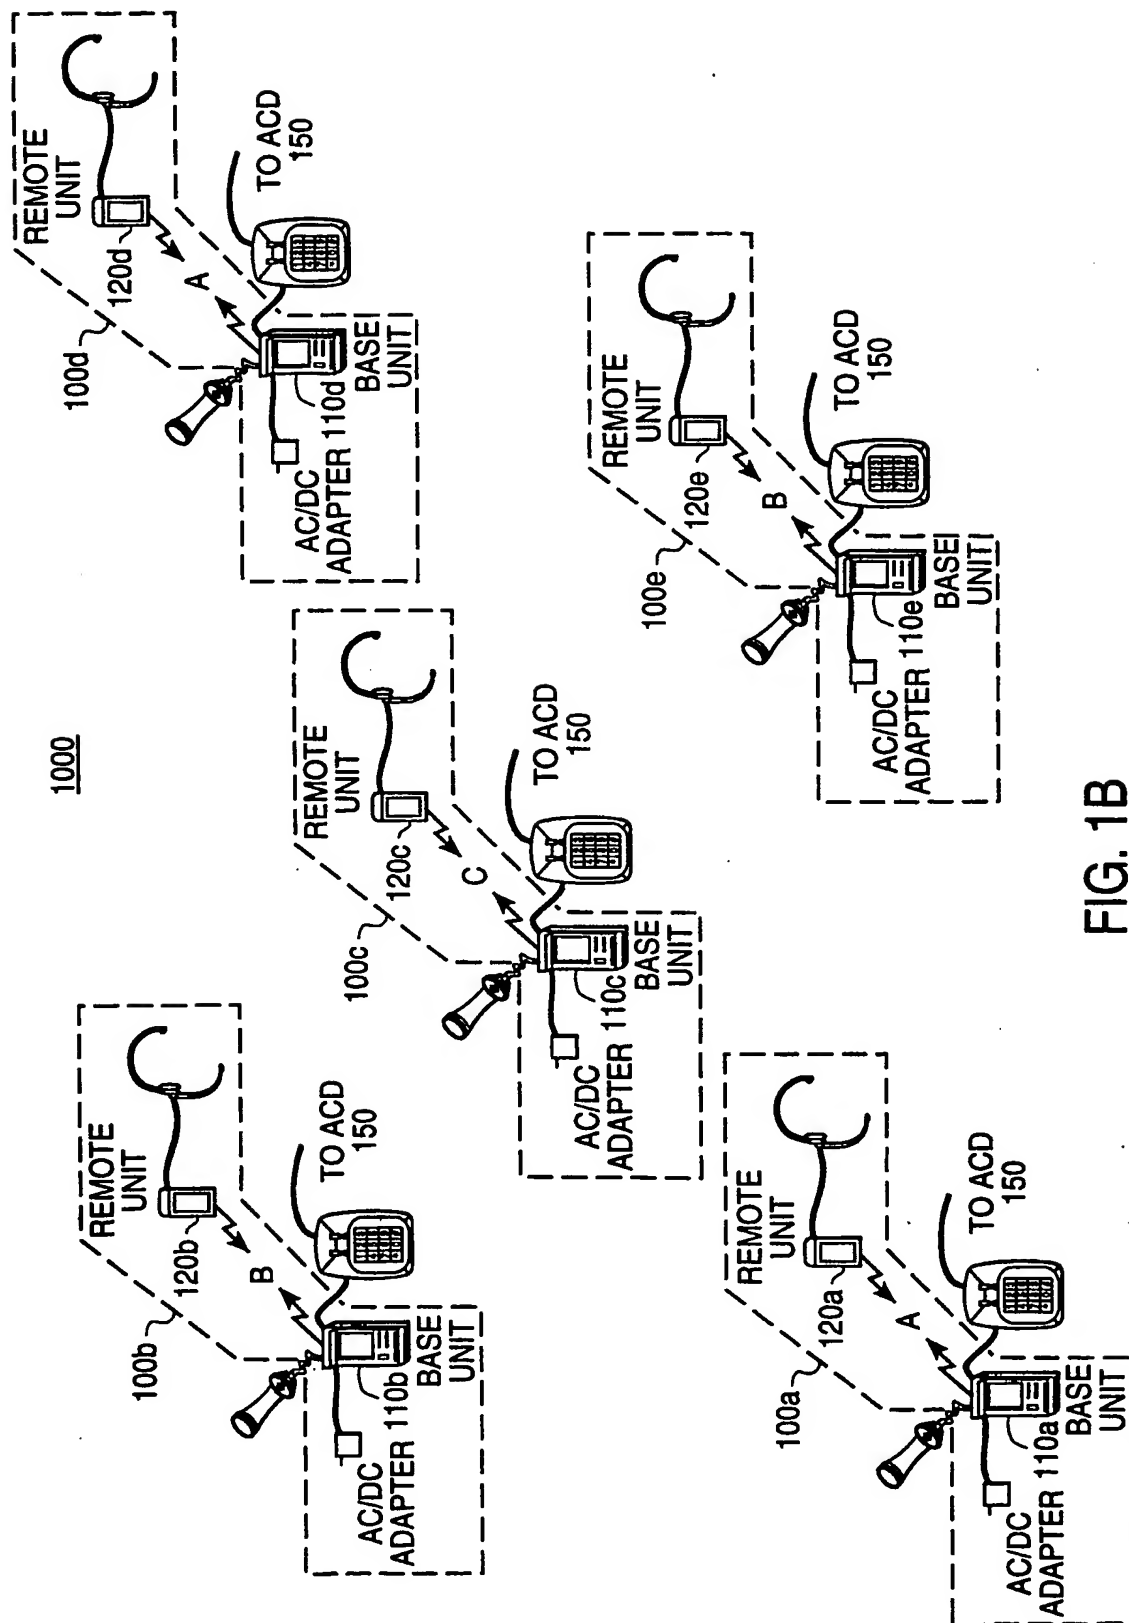 1000
100b
REMOTE
UNIT
120b
B
TO ACD
150
110b
BASE
UNIT
AC/DC
ADAPTER
100c
REMOTE
UNIT
120c
C
TO ACD
150
110c
BASE
UNIT
AC/DC
ADAPTER
100d
REMOTE
UNIT
120d
A
TO ACD
150
110d
BASE
UNIT
AC/DC
ADAPTER
100a
REMOTE
UNIT
120a
A
TO ACD
150
110a
BASE
UNIT
AC/DC
ADAPTER
100e
REMOTE
UNIT
120e
B
TO ACD
150
110e
BASE
UNIT
AC/DC
ADAPTER
FIG. 1B